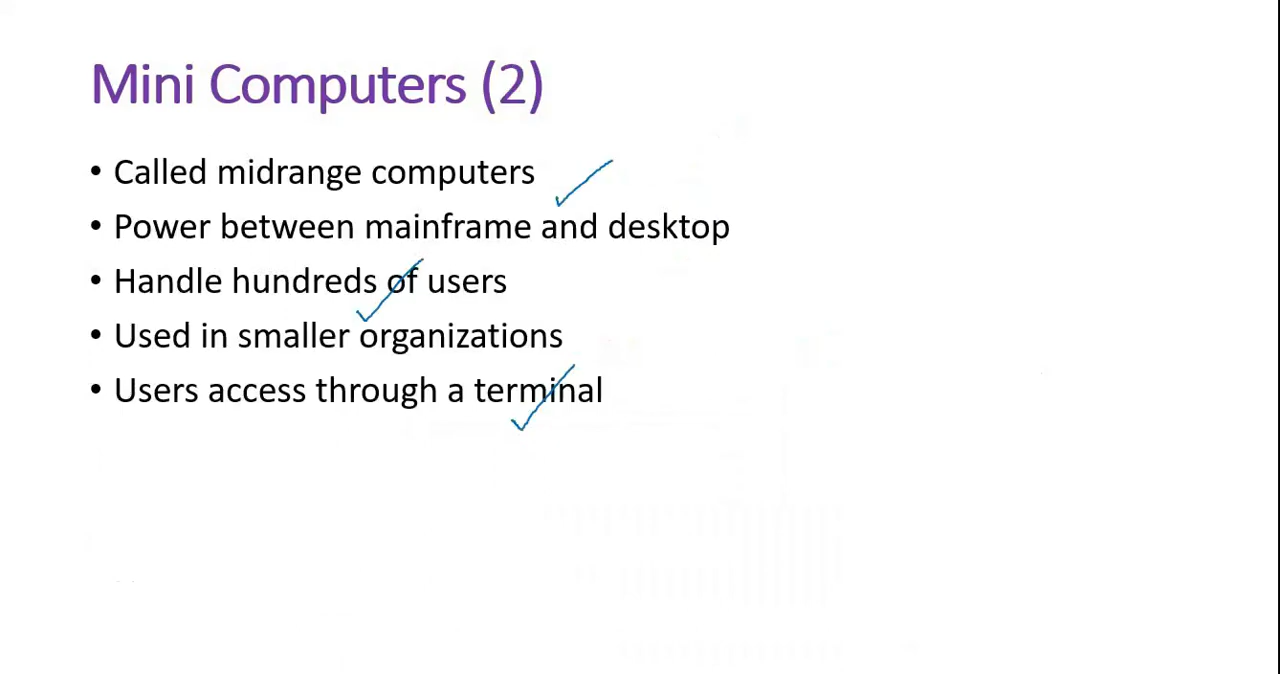 Mini Computers (2)
• Called midrange computers
• Power between mainframe and desktop
• Handle hundreds of users
• Used in smaller organizations
• Users access through a terminal